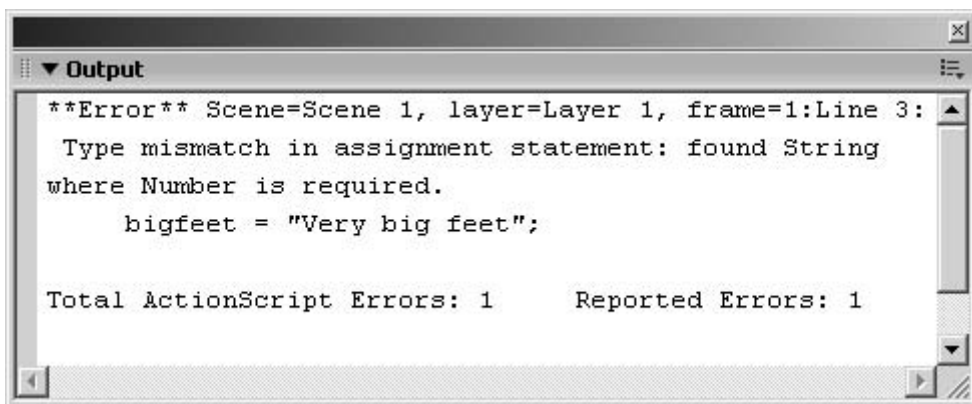 Output
**Error** Scene=Scene 1, layer=Layer 1, frame=1:Line 3:
Type mismatch in assignment statement: found String
where Number is required.
bigfeet = "Very big feet";
Total ActionScript Errors: 1 Reported Errors: 1